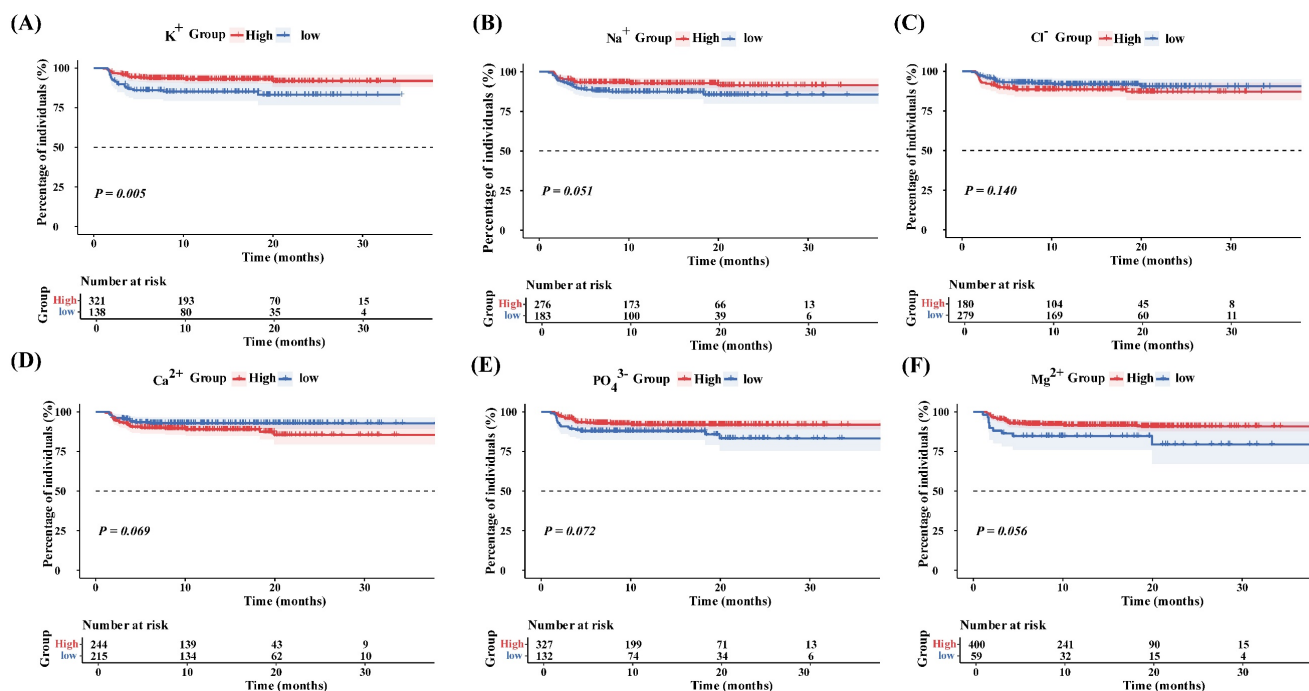 (A)
K+ Group High low
Percentage of individuals (%)
100
75
50
25
0
P = 0.005
0 10 20 30
Time (months)
Number at risk
Group
High 321 193 70 15
low 138 80 35 4
0 10 20 30
Time (months)
(B)
Na+ Group High low
Percentage of individuals (%)
100
75
50
25
0
P = 0.051
0 10 20 30
Time (months)
Number at risk
Group
High 276 173 66 13
low 183 100 39 6
0 10 20 30
Time (months)
(C)
Cl- Group High low
Percentage of individuals (%)
100
75
50
25
0
P = 0.140
0 10 20 30
Time (months)
Number at risk
Group
High 180 104 45 8
low 279 169 60 11
0 10 20 30
Time (months)
(D)
Ca2+ Group High low
Percentage of individuals (%)
100
75
50
25
0
P = 0.069
0 10 20 30
Time (months)
Number at risk
Group
High 244 139 43 9
low 215 134 62 10
0 10 20 30
Time (months)
(E)
PO43- Group High low
Percentage of individuals (%)
100
75
50
25
0
P = 0.072
0 10 20 30
Time (months)
Number at risk
Group
High 327 199 71 13
low 132 74 34 6
0 10 20 30
Time (months)
(F)
Mg2+ Group High low
Percentage of individuals (%)
100
75
50
25
0
P = 0.056
0 10 20 30
Time (months)
Number at risk
Group
High 400 241 90 15
low 59 32 15 4
0 10 20 30
Time (months)